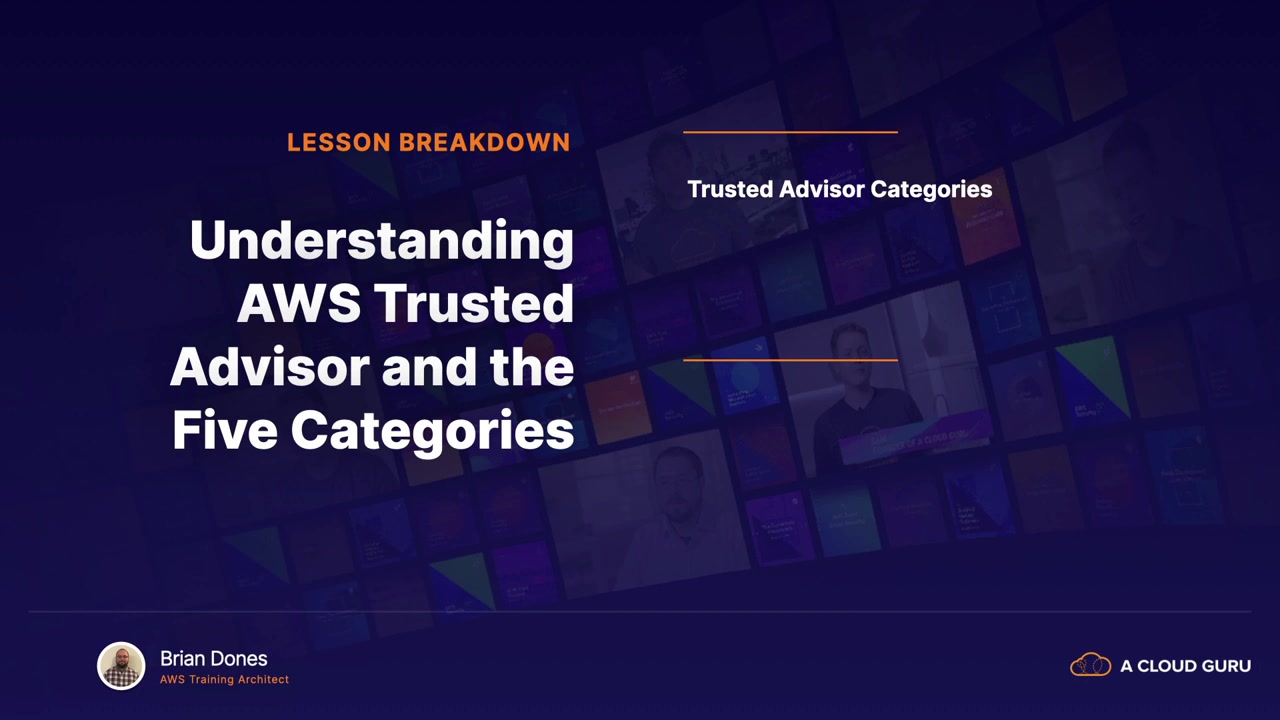 LESSON BREAKDOWN
Understanding
AWS Trusted
Advisor and the
Five Categories
Trusted Advisor Categories
Brian Dones
AWS Training Architect
A CLOUD GURU